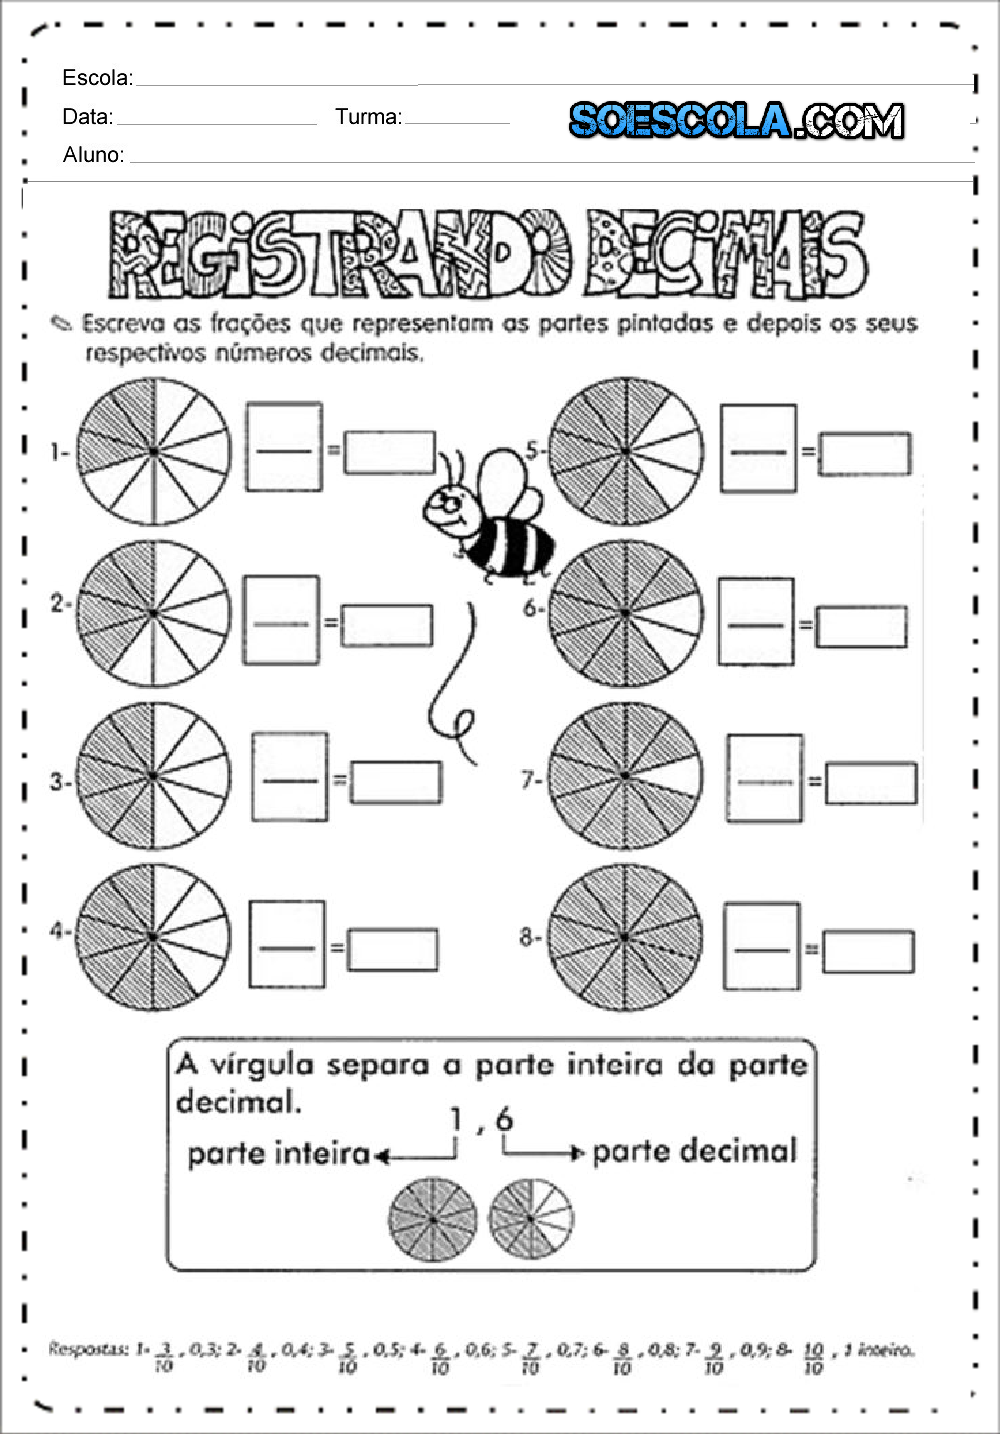 Escola:
Data: Turma:
SOESCOLA.COM
Aluno:
REGISTRANDO DECIMAIS
Escreva as frações que representam as partes pintadas e depois os seus
respectivos números decimais.
1- = 5- =
2- = 6- =
3- = 7- =
4- = 8- =
A vírgula separa a parte inteira da parte
decimal.
1 , 6
parte inteira parte decimal
Respostas: 1- 3/10 , 0,3; 2- 4/10 , 0,4; 3- 5/10 , 0,5; 4- 6/10 , 0,6; 5- 7/10 , 0,7; 6- 8/10 , 0,8; 7- 9/10 , 0,9; 8- 10/10 , 1 inteiro.